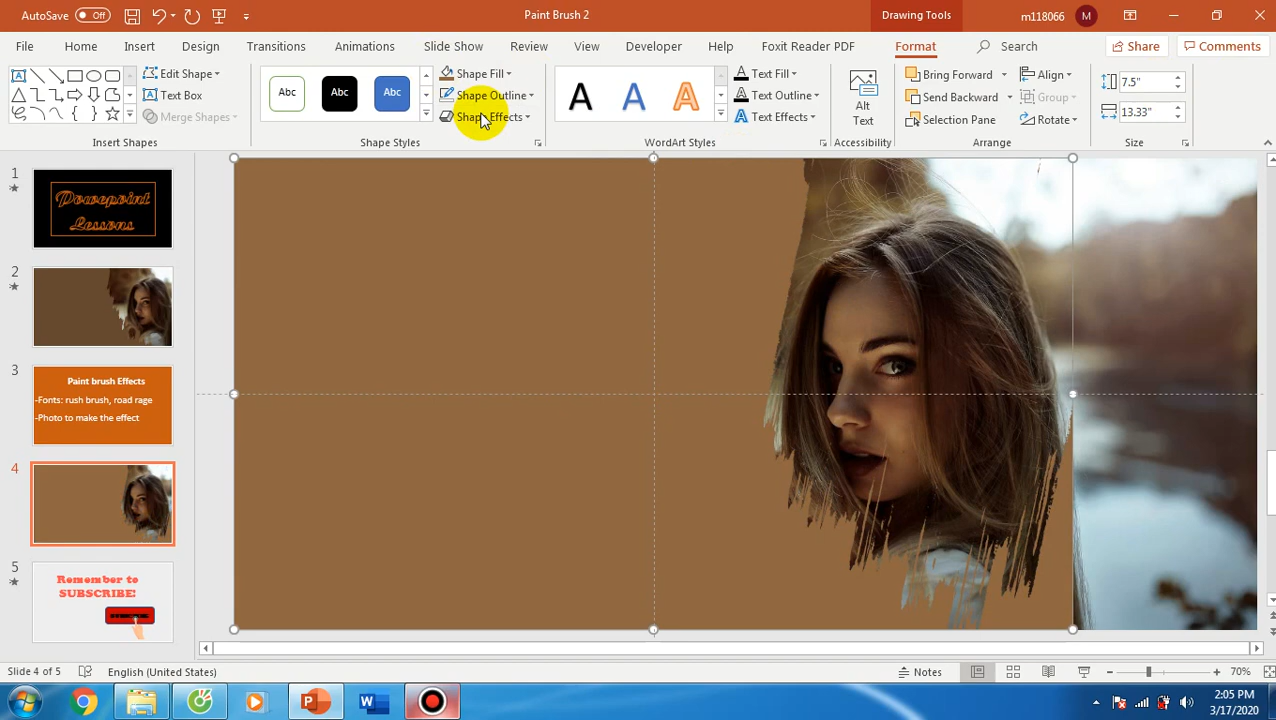 AutoSave Off Paint Brush 2 Drawing Tools m118066 M
File Home Insert Design Transitions Animations Slide Show Review View Developer Help Foxit Reader PDF Format Search Share Comments
Edit Shape
Text Box
Merge Shapes
Insert Shapes
Abc Abc Abc
Shape Fill
Shape Outline
Shape Effects
Shape Styles
A A A
Text Fill
Text Outline
Text Effects
WordArt Styles
Alt
Text
Accessibility
Bring Forward
Send Backward
Selection Pane
Align
Group
Rotate
Arrange
7.5"
13.33"
Size
1
Powepoint
Lessons
2
3
Paint brush Effects
-Fonts: rush brush, road rage
-Photo to make the effect
4
5
Remember to
SUBSCRIBE!
Slide 4 of 5 English (United States) Notes 70%
2:05 PM
3/17/2020